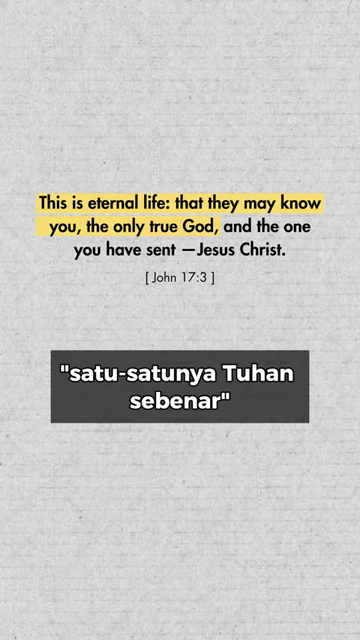 This is eternal life: that they may know
you, the only true God, and the one
you have sent —Jesus Christ.
[ John 17:3 ]
"satu-satunya Tuhan
sebenar"